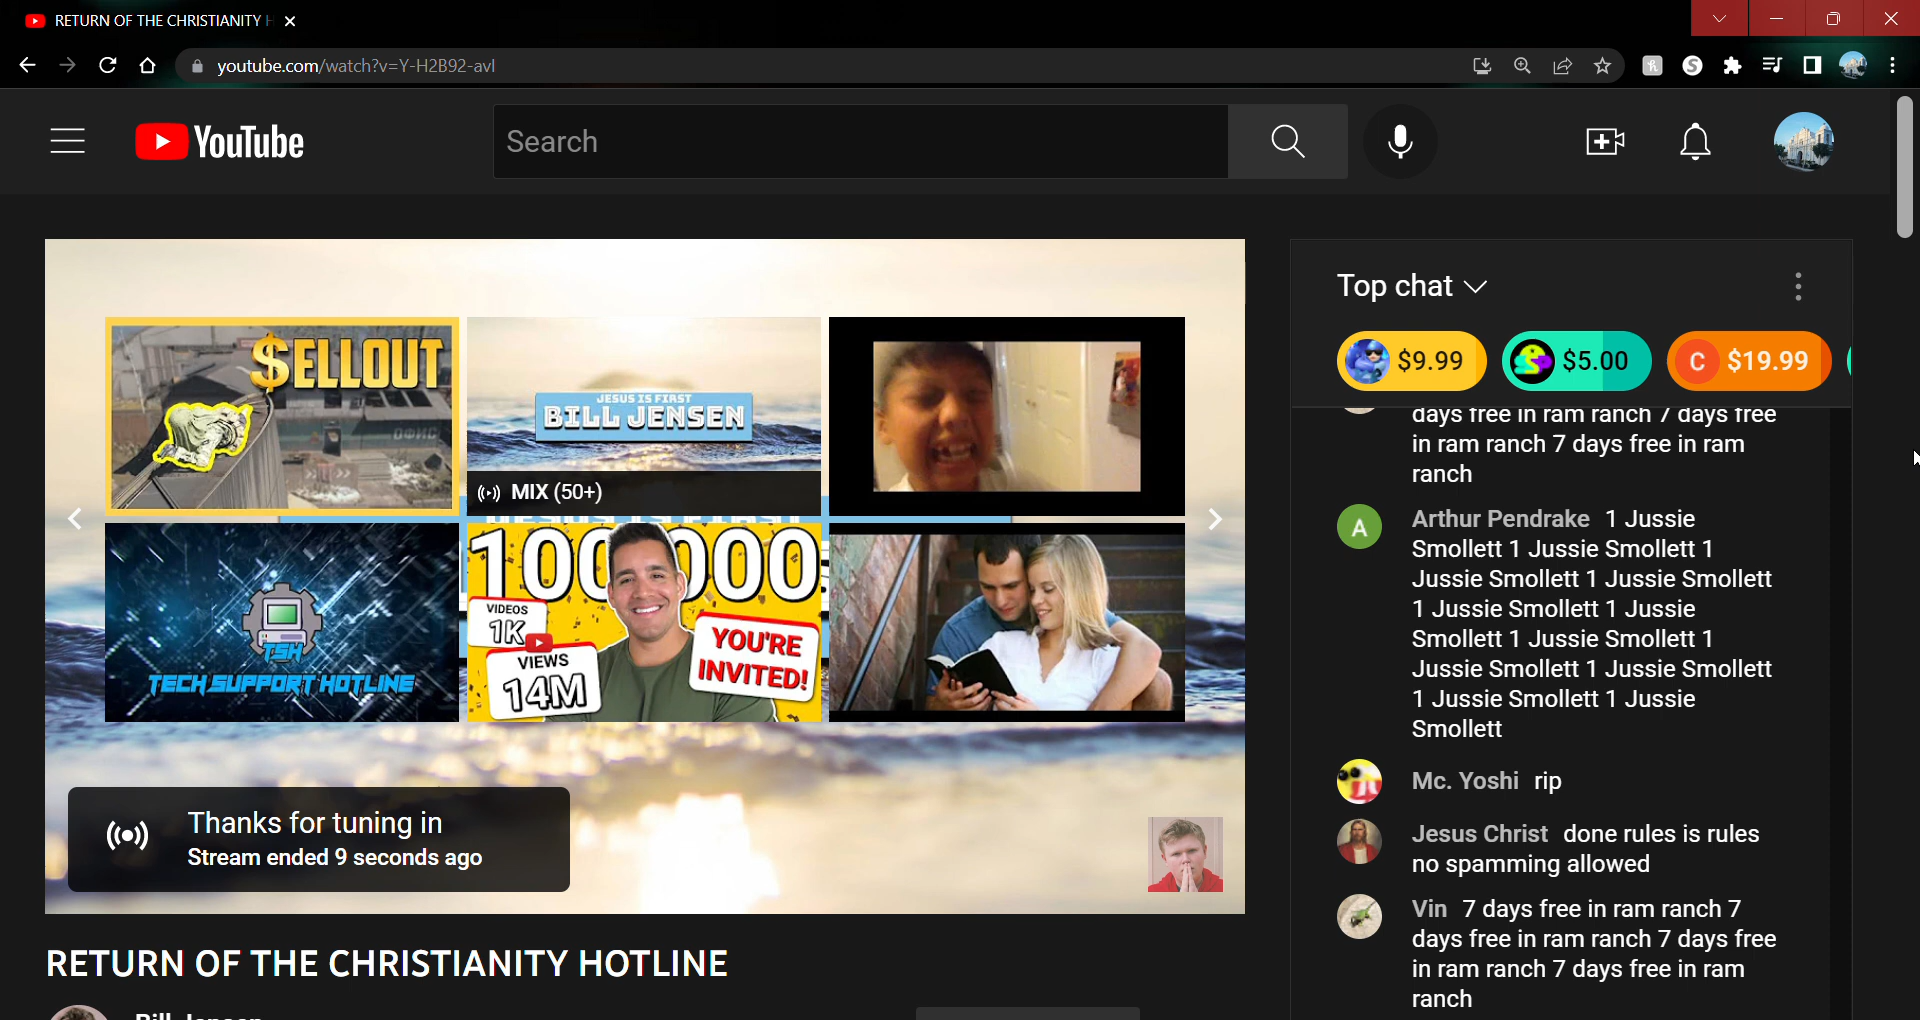 RETURN OF THE CHRISTIANITY H
youtube.com/watch?v=Y-H2B92-avI
YouTube
Search
$ELLOUT
JESUS IS FIRST
BILL JENSEN
MIX (50+)
TSH
TECH SUPPORT HOTLINE
100,000
VIDEOS
1K
VIEWS
14M
YOU'RE
INVITED!
Thanks for tuning in
Stream ended 9 seconds ago
RETURN OF THE CHRISTIANITY HOTLINE
Bill Jensen
Top chat
$9.99
$5.00
C $19.99
days free in ram ranch 7 days free
in ram ranch 7 days free in ram
ranch
A
Arthur Pendrake 1 Jussie
Smollett 1 Jussie Smollett 1
Jussie Smollett 1 Jussie Smollett
1 Jussie Smollett 1 Jussie
Smollett 1 Jussie Smollett 1
Jussie Smollett 1 Jussie Smollett
1 Jussie Smollett 1 Jussie
Smollett
Mc. Yoshi rip
Jesus Christ done rules is rules
no spamming allowed
Vin 7 days free in ram ranch 7
days free in ram ranch 7 days free
in ram ranch 7 days free in ram
ranch